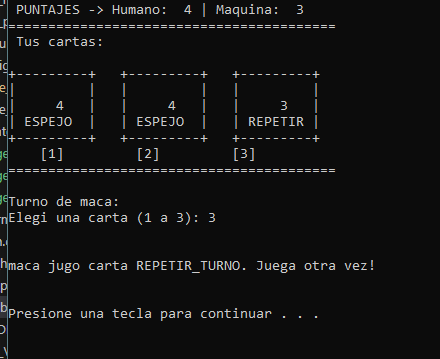 PUNTAJES -> Humano:  4 | Maquina:  3
========================================
Tus cartas:
+---------+   +---------+   +---------+
|         |   |         |   |         |
|     4   |   |     4   |   |     3   |
| ESPEJO  |   | ESPEJO  |   | REPETIR |
+---------+   +---------+   +---------+
[1]         [2]         [3]
========================================
Turno de maca:
Elegi una carta (1 a 3): 3
maca jugo carta REPETIR_TURNO. Juega otra vez!
Presione una tecla para continuar . . .